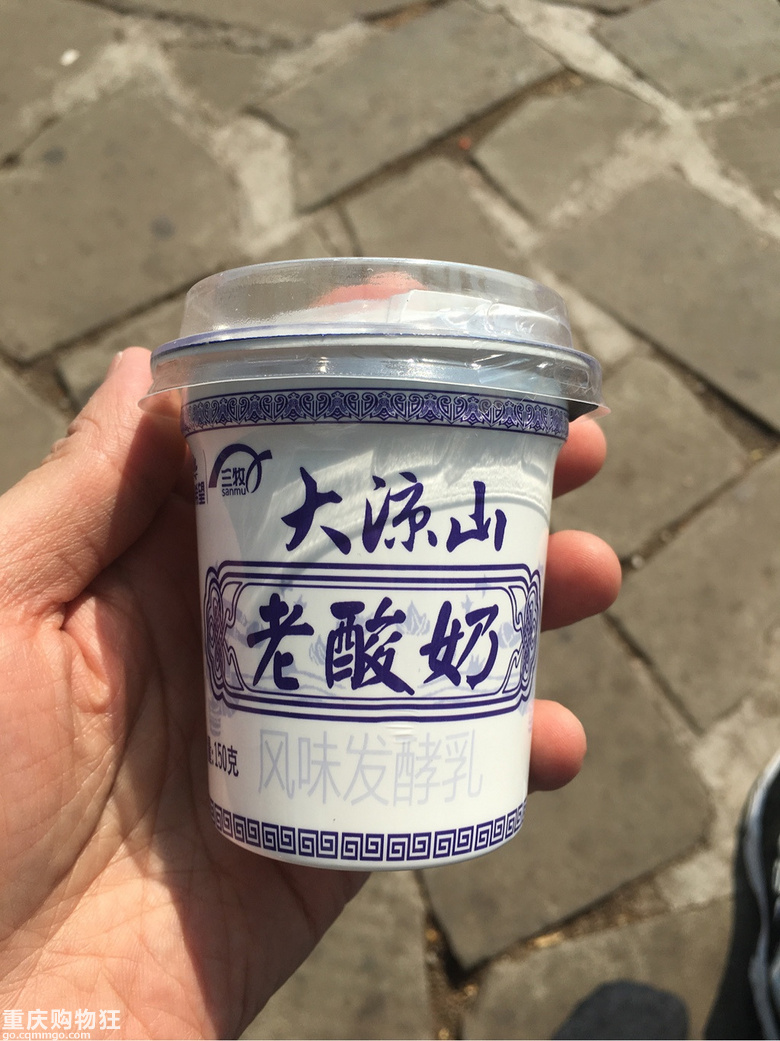 三牧
sanmu
大凉山
老酸奶
:150克
风味发酵乳
重庆购物狂
go.cqmmgo.com